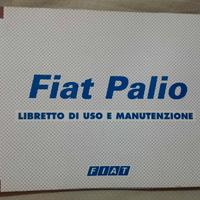 Fiat Palio
LIBRETTO DI USO E MANUTENZIONE
FIAT